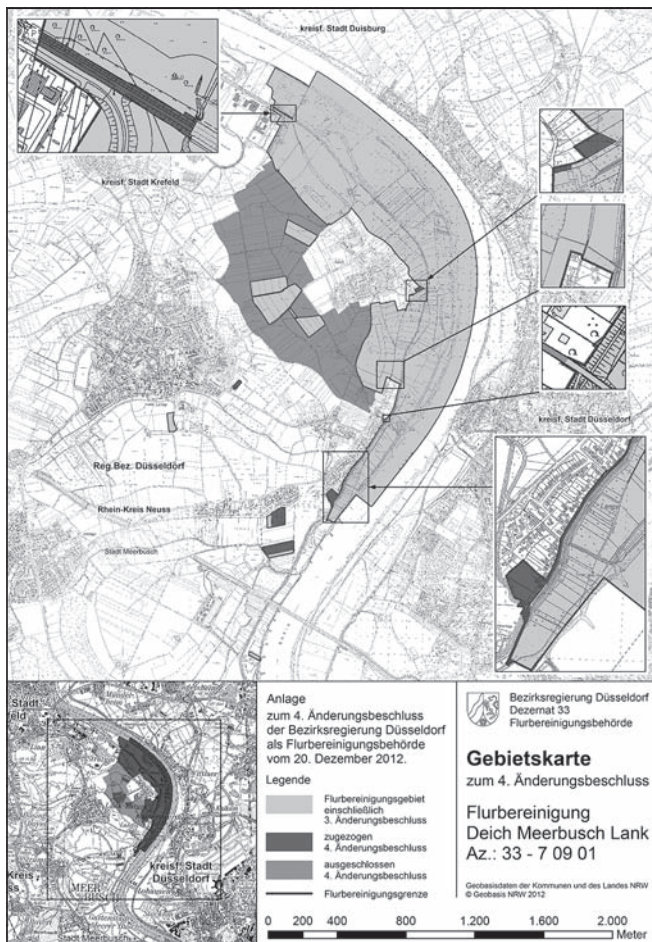 kreisf. Stadt Duisburg
kreisf. Stadt Krefeld
kreisf. Stadt Düsseldorf
Reg.Bez. Düsseldorf
Rhein-Kreis Neuss
Stadt Meerbusch
Anlage
zum 4. Änderungsbeschluss
der Bezirksregierung Düsseldorf
als Flurbereinigungsbehörde
vom 20. Dezember 2012.
Legende
Flurbereinigungsgebiet
einschließlich
3. Änderungsbeschluss
zugezogen
4. Änderungsbeschluss
ausgeschlossen
4. Änderungsbeschluss
Flurbereinigungsgrenze
Bezirksregierung Düsseldorf
Dezernat 33
Flurbereinigungsbehörde
Gebietskarte
zum 4. Änderungsbeschluss
Flurbereinigung
Deich Meerbusch Lank
Az.: 33 - 7 09 01
Geobasisdaten der Kommunen und des Landes NRW
© Geobasis NRW 2012
0 200 400 800 1.200 1.600 2.000
Meter
kreisf. Stadt
Düsseldorf
MEER
BUSCH
Stadt Meerbusch